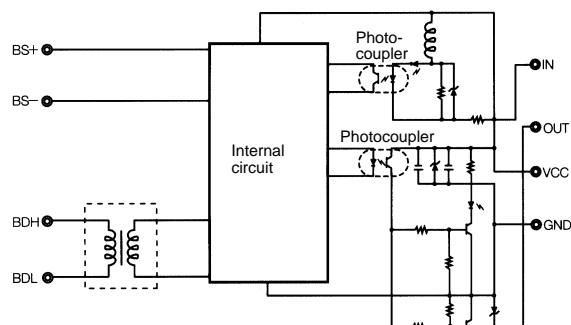 BS+
BS−
BDH
BDL
Internal
circuit
Photo-
coupler
Photocoupler
IN
OUT
VCC
GND